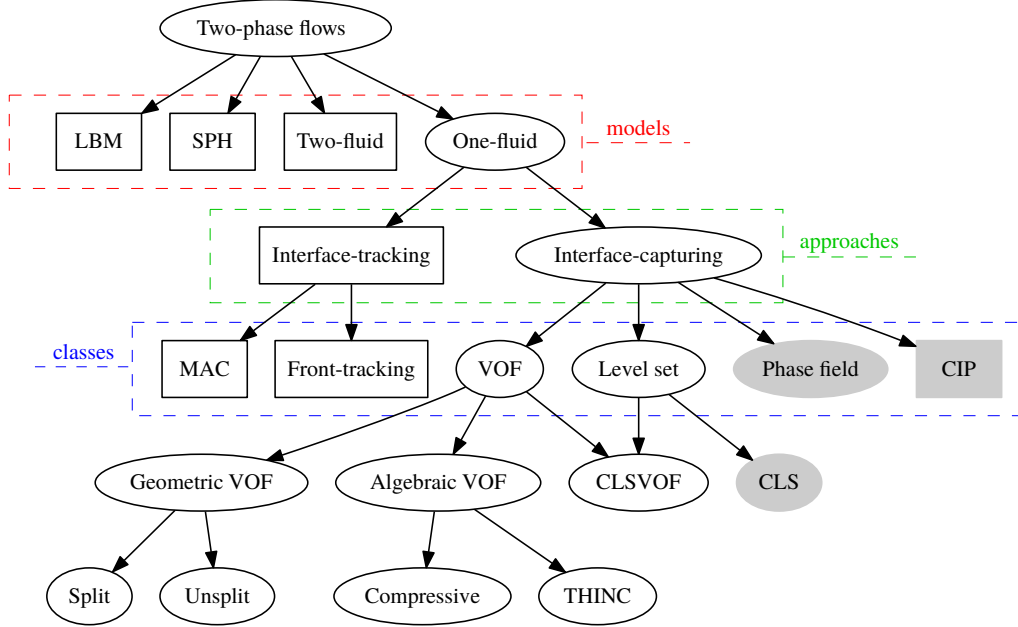 Two-phase flows
LBM
SPH
Two-fluid
One-fluid
models
Interface-tracking
Interface-capturing
approaches
classes
MAC
Front-tracking
VOF
Level set
Phase field
CIP
Geometric VOF
Algebraic VOF
CLSVOF
CLS
Split
Unsplit
Compressive
THINC